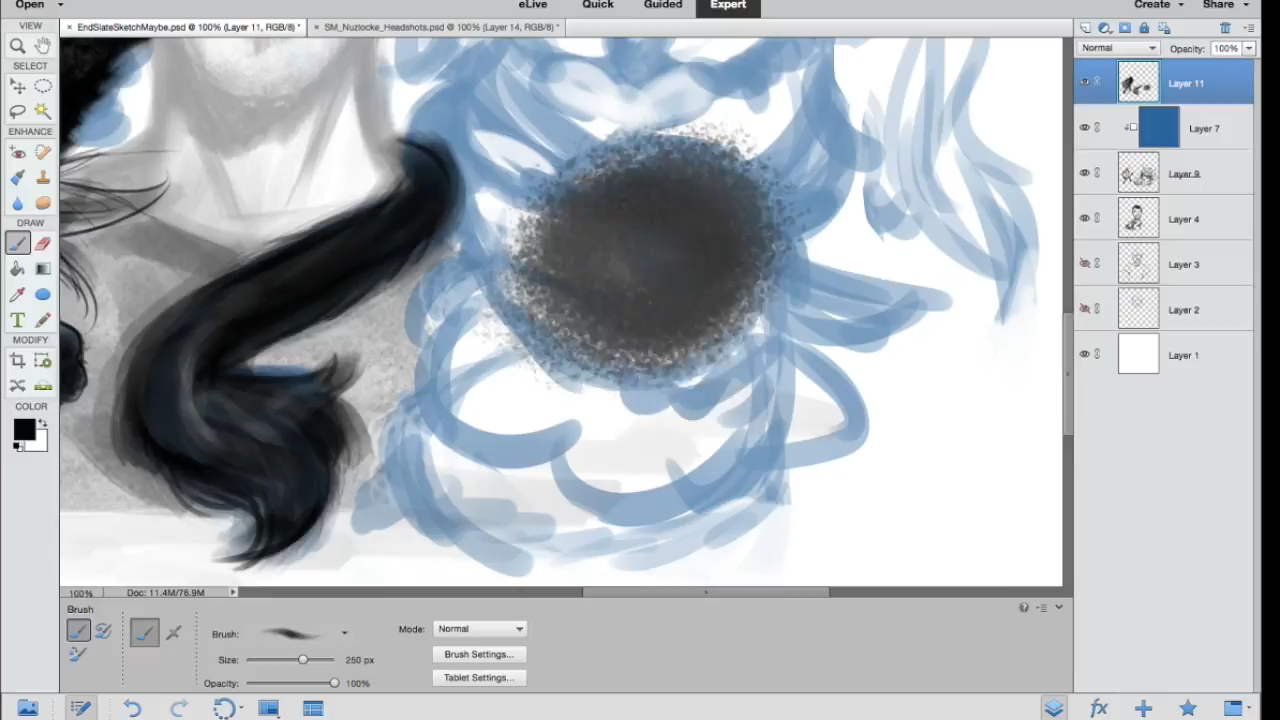 Open eLive Quick Guided Expert Create Share
VIEW EndSlateSketchMaybe.psd @ 100% (Layer 11, RGB/8) * × SM_Nuzlocke_Headshots.psd @ 100% (Layer 14, RGB/8) *
Normal Opacity: 100%
SELECT
Layer 11
ENHANCE
Layer 7
Layer 9
DRAW
Layer 4
Layer 3
Layer 2
MODIFY
Layer 1
COLOR
100% Doc: 11.4M/76.9M
Brush
Brush: Mode: Normal
Size: 250 px Brush Settings...
Opacity: 100% Tablet Settings...
fx